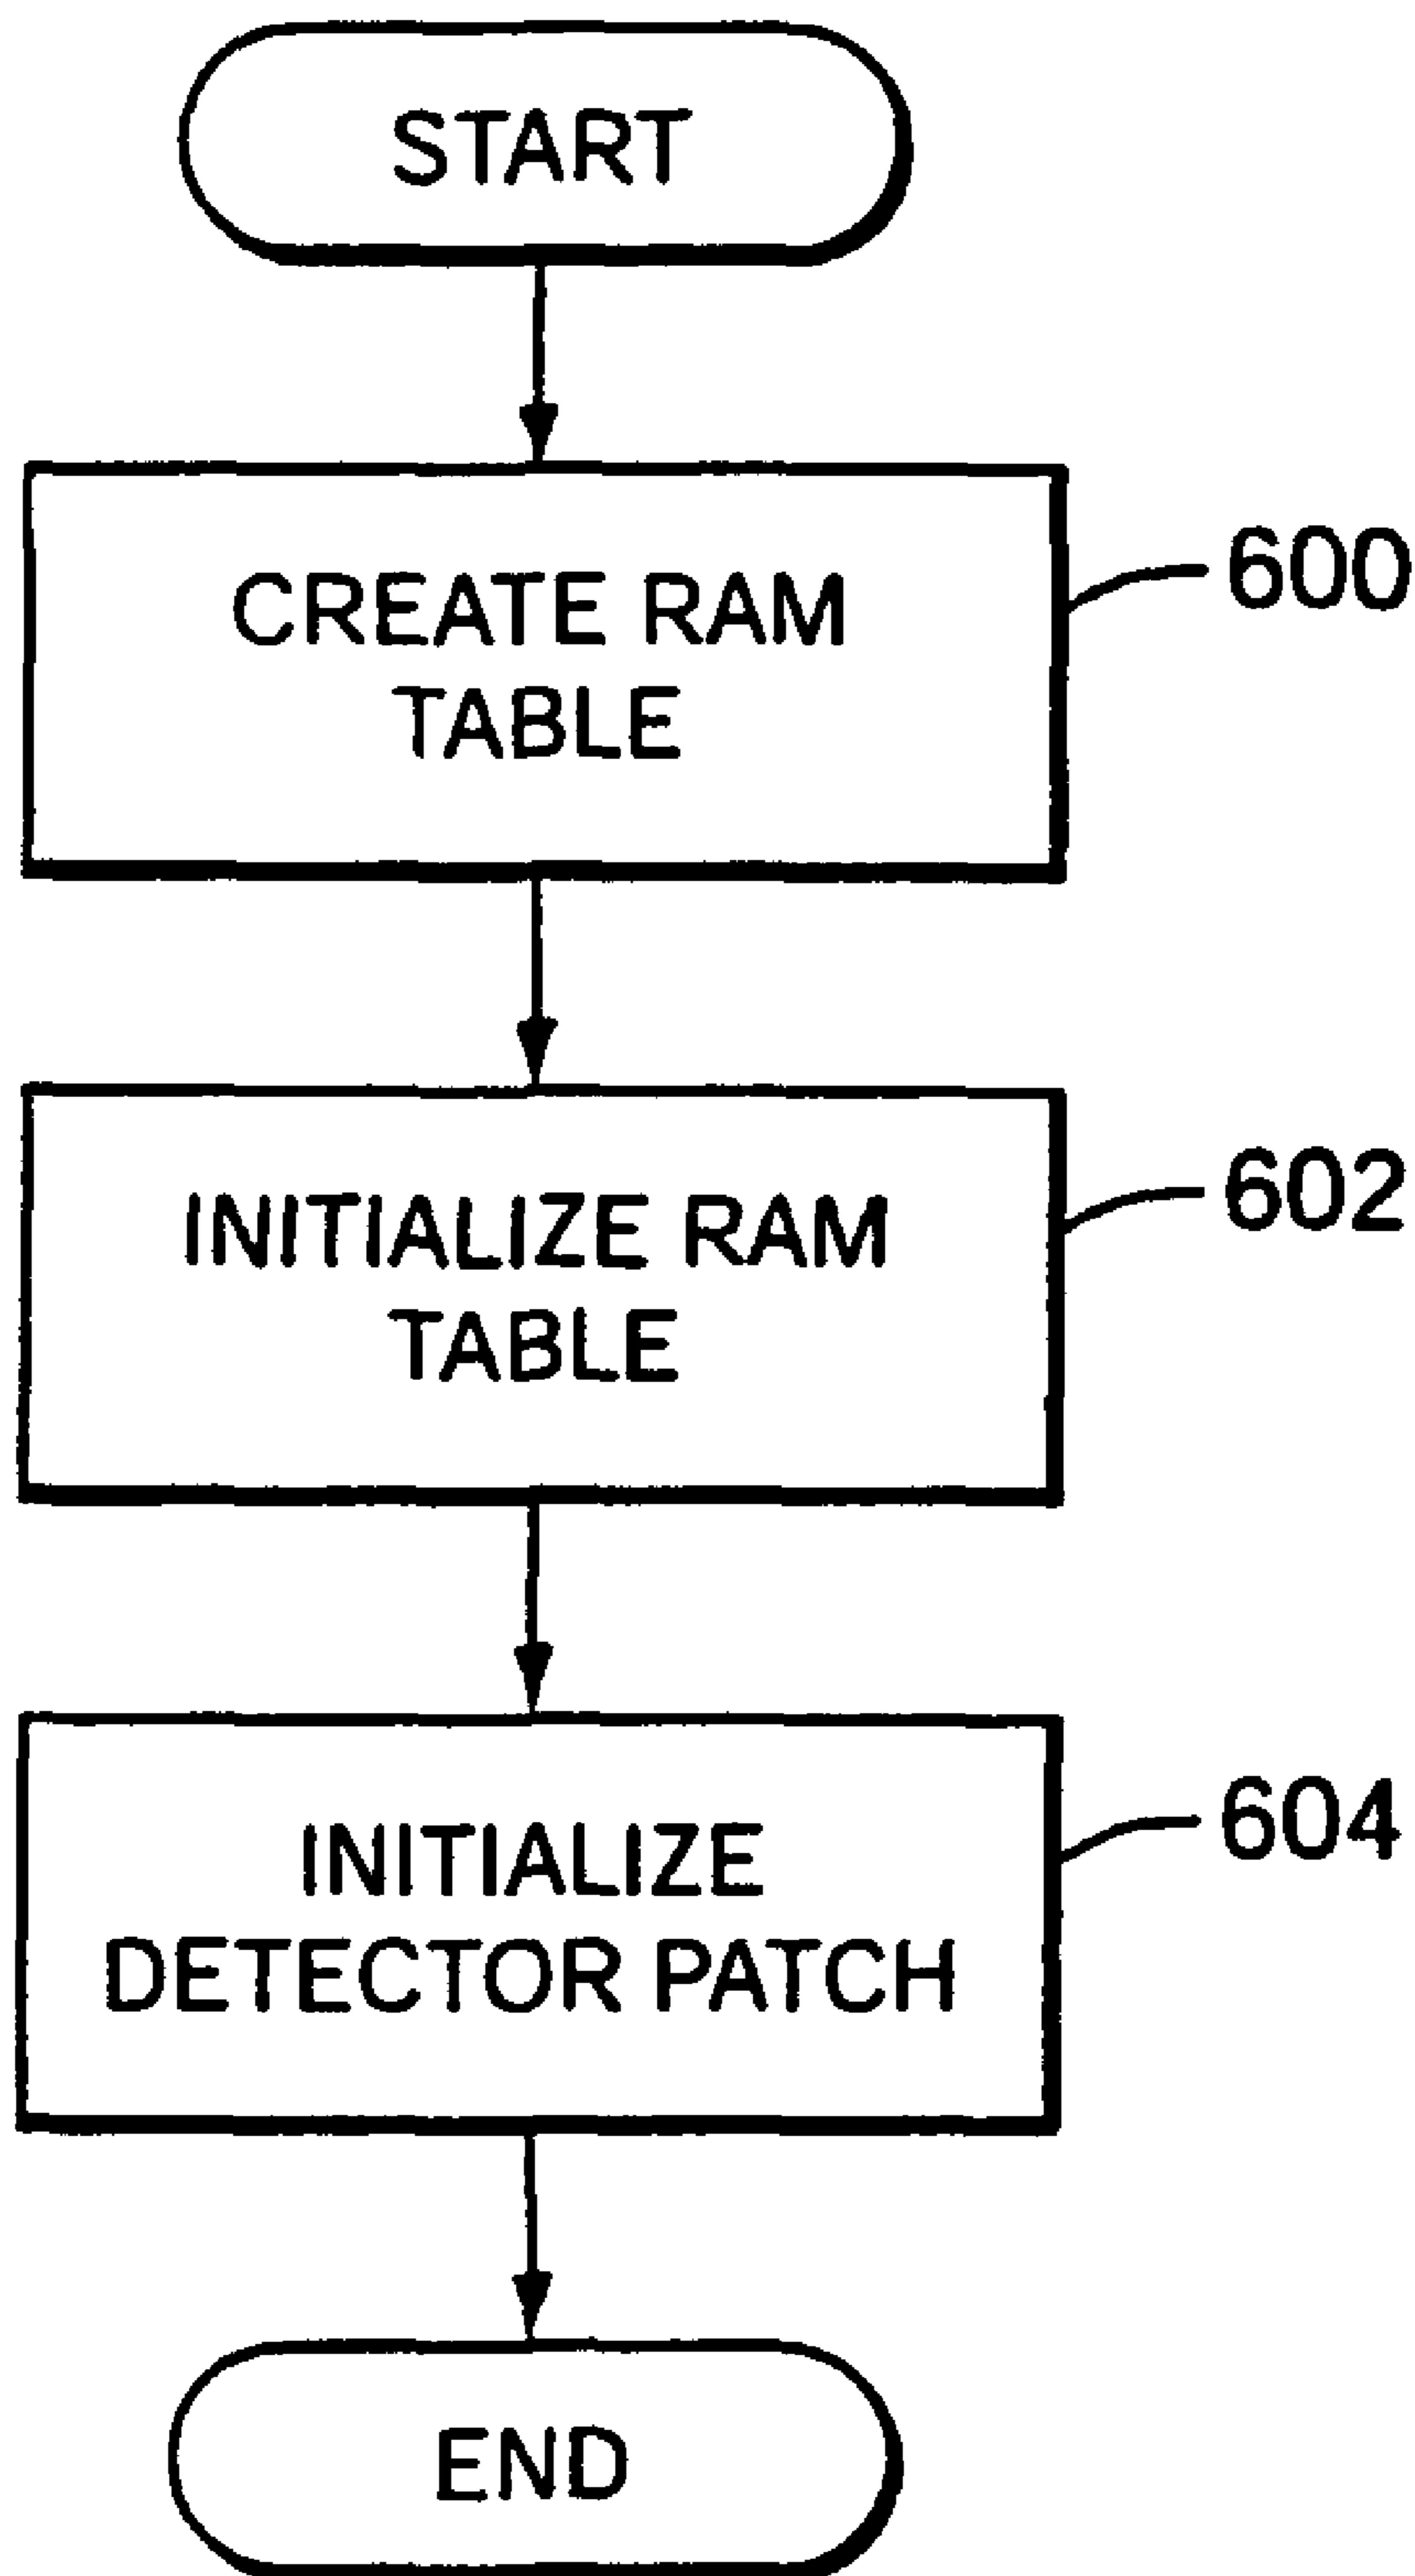 START
CREATE RAM
TABLE
600
INITIALIZE RAM
TABLE
602
INITIALIZE
DETECTOR PATCH
604
END